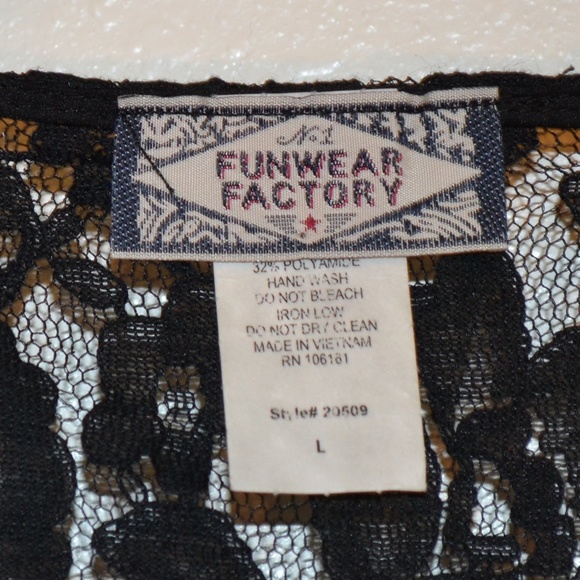 No.1
FUNWEAR
FACTORY
32% POLYAMIDE
HAND WASH
DO NOT BLEACH
IRON LOW
DO NOT DRY CLEAN
MADE IN VIETNAM
RN 106161
Style# 20509
L